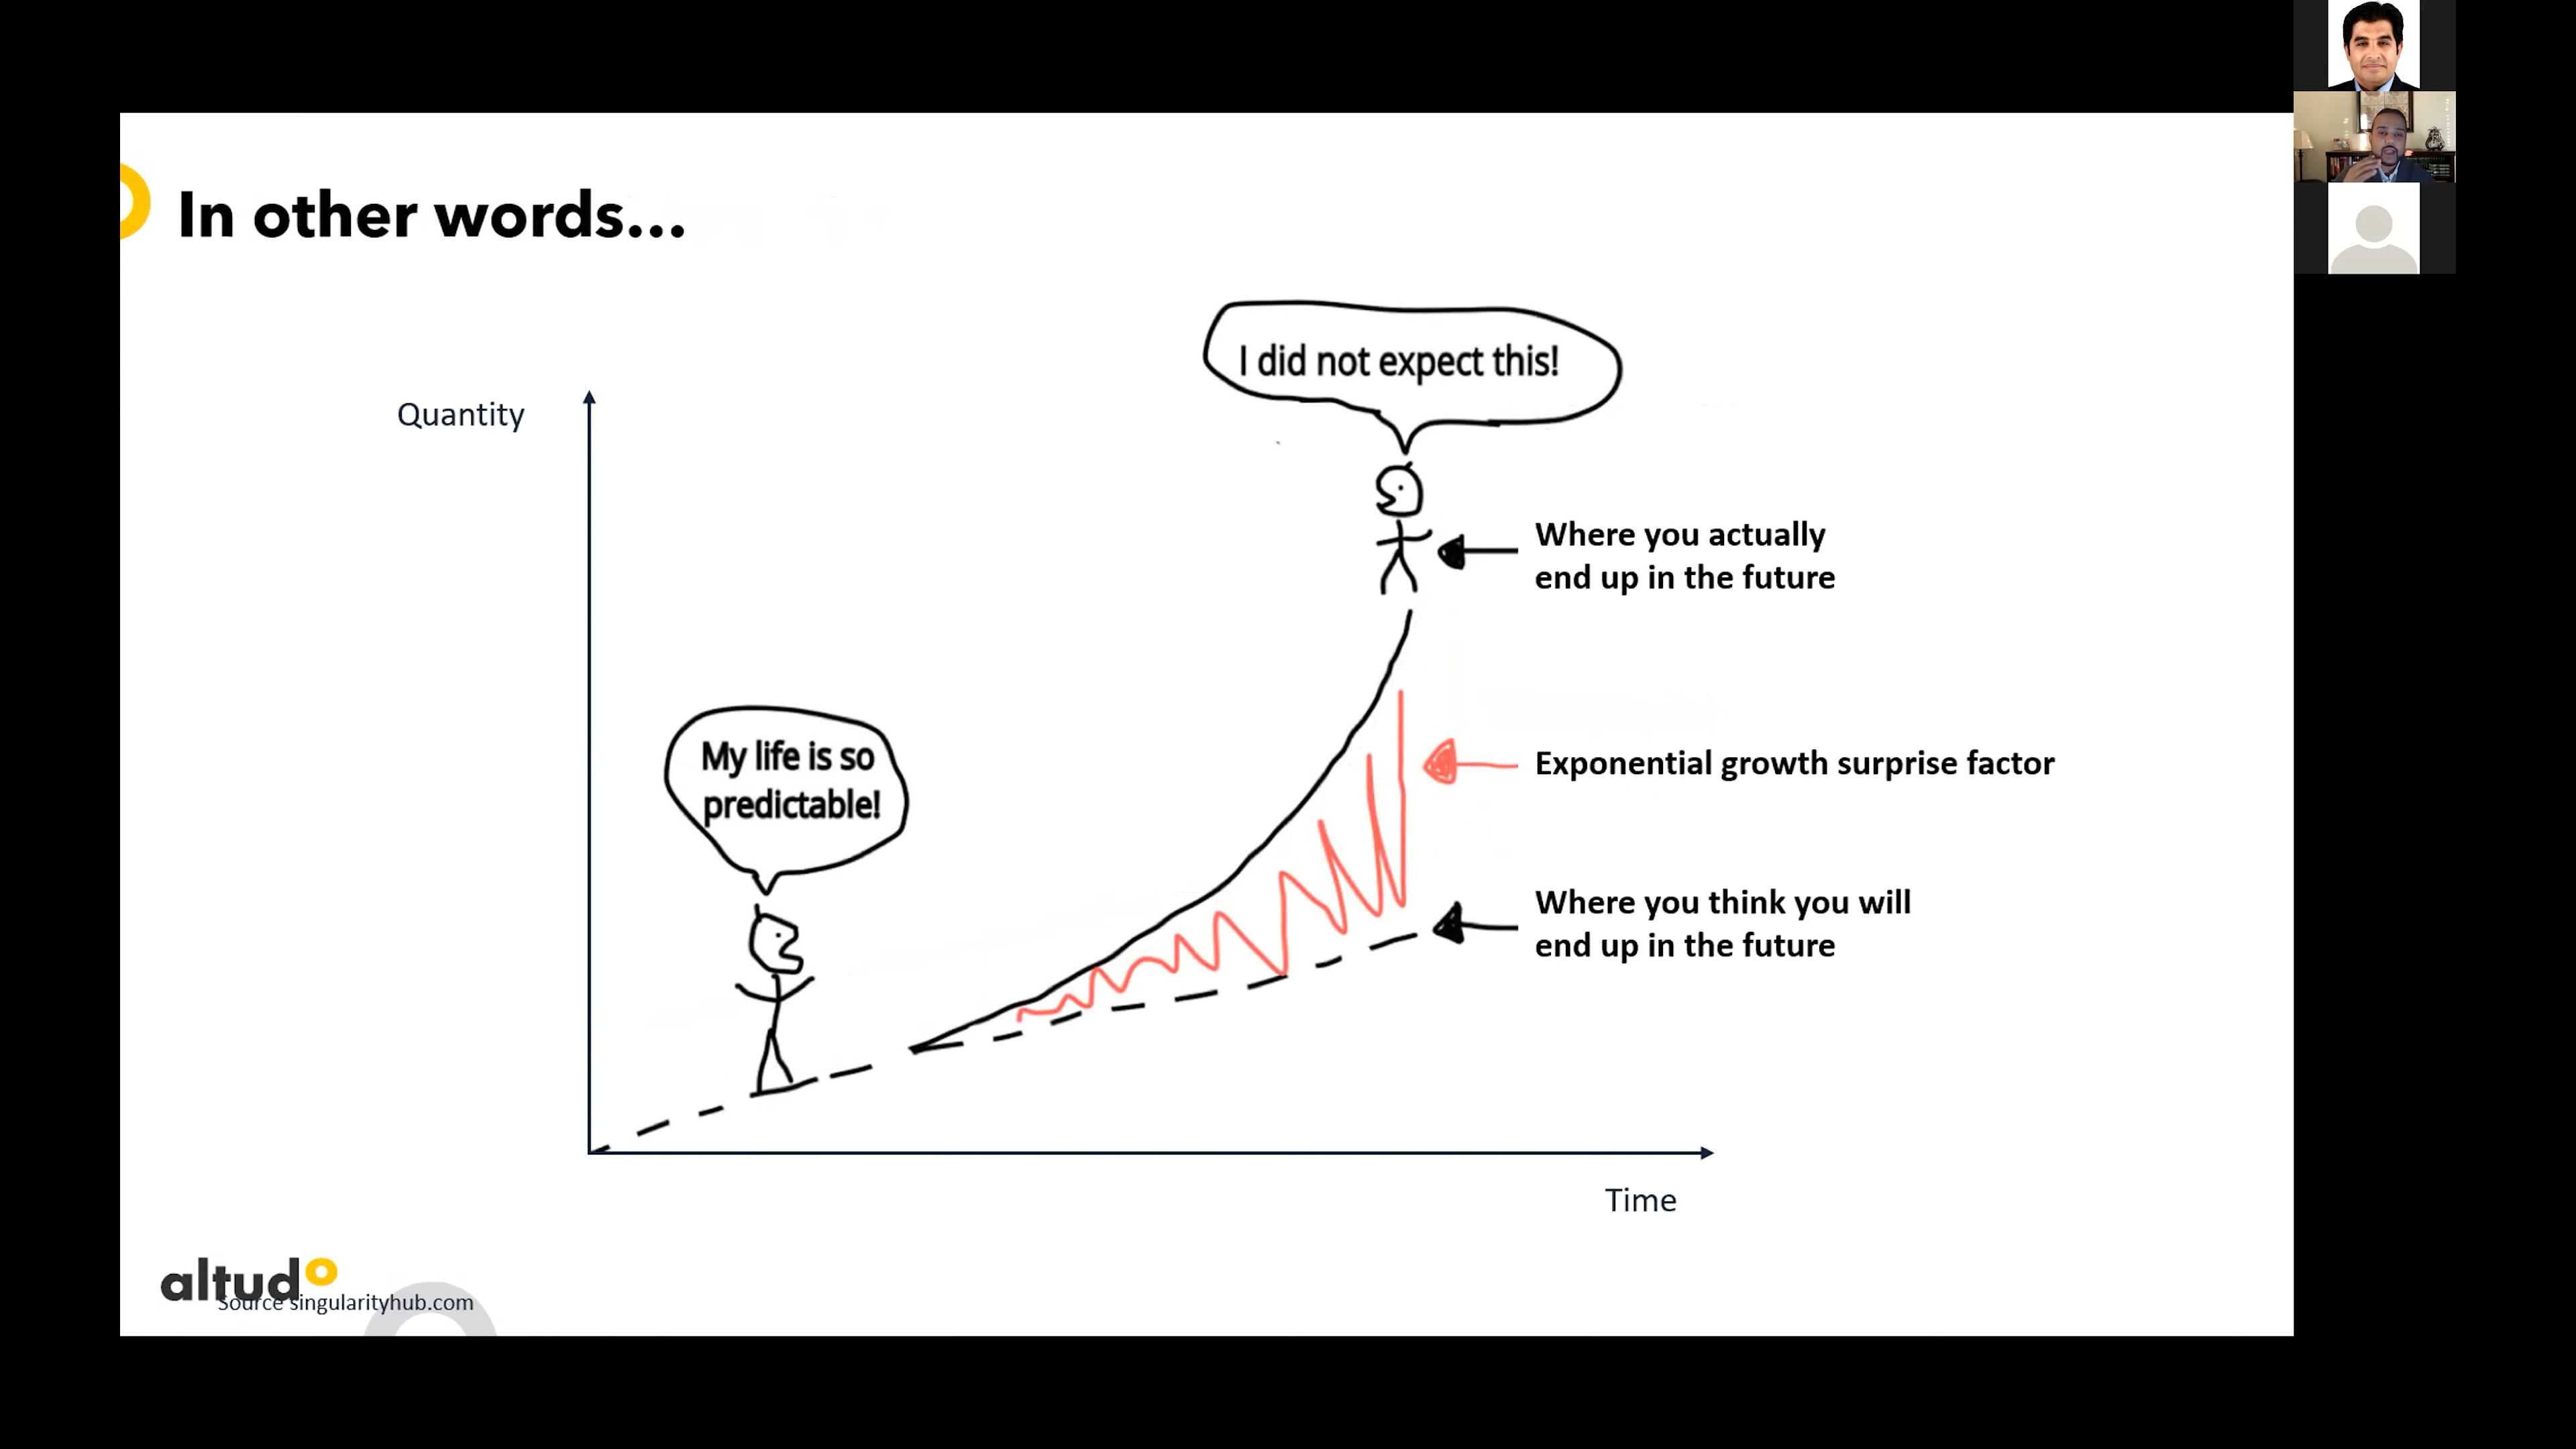 In other words...
I did not expect this!
Quantity
Where you actually
end up in the future
My life is so
predictable!
Exponential growth surprise factor
Where you think you will
end up in the future
Time
altudo
Source singularityhub.com